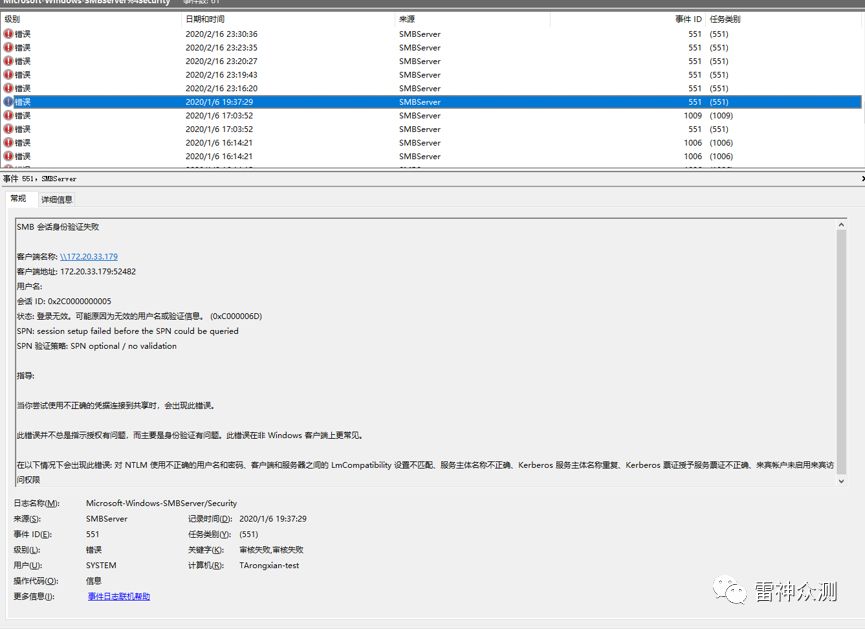 Microsoft-Windows-SMBServer%4Security 事件数: 61
级别 日期和时间 来源 事件 ID 任务类别
错误 2020/2/16 23:30:36 SMBServer 551 (551)
错误 2020/2/16 23:23:35 SMBServer 551 (551)
错误 2020/2/16 23:20:27 SMBServer 551 (551)
错误 2020/2/16 23:19:43 SMBServer 551 (551)
错误 2020/2/16 23:16:20 SMBServer 551 (551)
错误 2020/1/6 19:37:29 SMBServer 551 (551)
错误 2020/1/6 17:03:52 SMBServer 1009 (1009)
错误 2020/1/6 17:03:52 SMBServer 551 (551)
错误 2020/1/6 16:14:21 SMBServer 1006 (1006)
错误 2020/1/6 16:14:21 SMBServer 1006 (1006)
事件 551，SMBServer
常规 详细信息
SMB 会话身份验证失败
客户端名称: \\172.20.33.179
客户端地址: 172.20.33.179:52482
用户名:
会话 ID: 0x2C0000000005
状态: 登录无效。可能原因为无效的用户名或验证信息。 (0xC000006D)
SPN: session setup failed before the SPN could be queried
SPN 验证策略: SPN optional / no validation
指导:
当你尝试使用不正确的凭据连接到共享时，会出现此错误。
此错误并不总是指示授权有问题，而主要是身份验证有问题。此错误在非 Windows 客户端上更常见。
在以下情况下会出现此错误: 对 NTLM 使用不正确的用户名和密码、客户端和服务器之间的 LmCompatibility 设置不匹配、服务主体名称不正确、Kerberos 服务主体名称重复、Kerberos 票证授予服务票证不正确、来宾帐户未启用来宾访
问权限
日志名称(M): Microsoft-Windows-SMBServer/Security
来源(S): SMBServer 记录时间(D): 2020/1/6 19:37:29
事件 ID(E): 551 任务类别(Y): (551)
级别(L): 错误 关键字(K): 审核失败,审核失败
用户(U): SYSTEM 计算机(R): TArongxian-test
操作代码(O): 信息
更多信息(I): 事件日志联机帮助
雷神众测